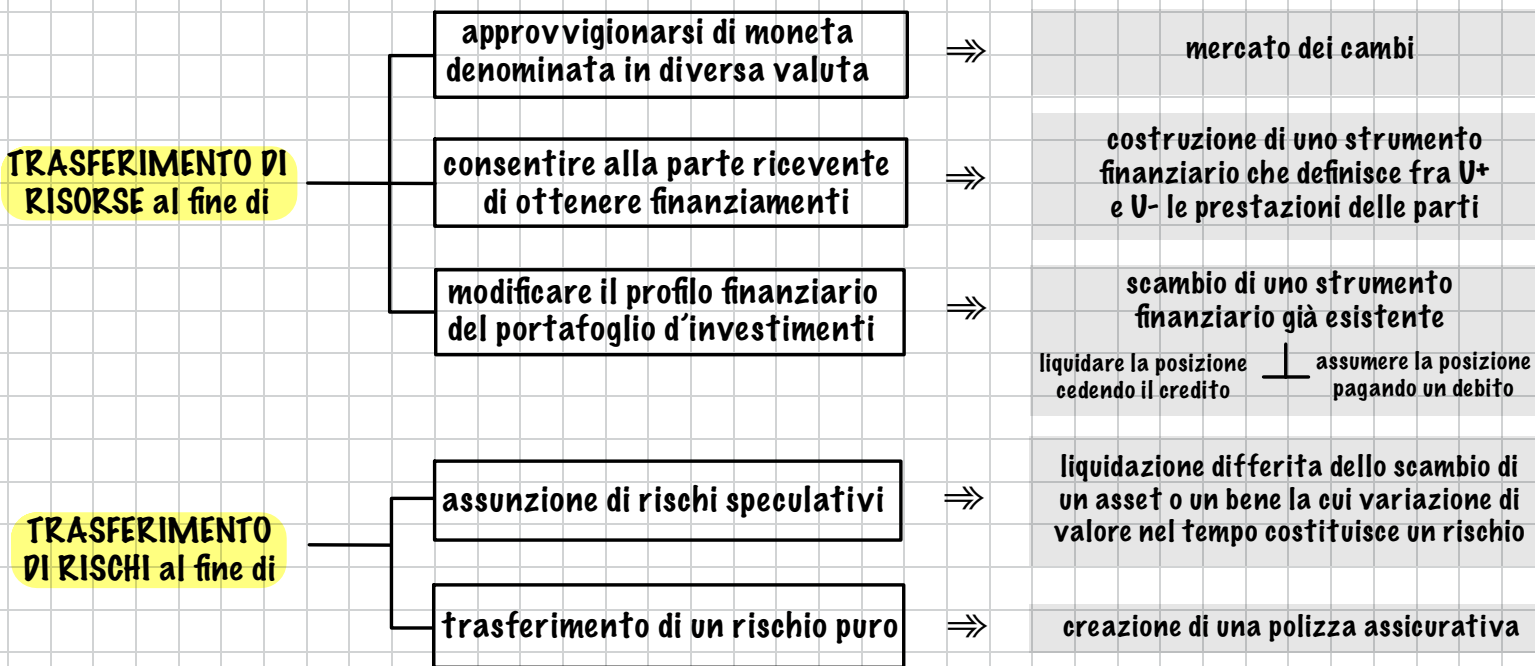 TRASFERIMENTO DI
RISORSE al fine di
approvvigionarsi di moneta
denominata in diversa valuta
⇒
mercato dei cambi
consentire alla parte ricevente
di ottenere finanziamenti
⇒
costruzione di uno strumento
finanziario che definisce fra U+
e U- le prestazioni delle parti
modificare il profilo finanziario
del portafoglio d'investimenti
⇒
scambio di uno strumento
finanziario già esistente
liquidare la posizione
cedendo il credito
assumere la posizione
pagando un debito
TRASFERIMENTO
DI RISCHI al fine di
assunzione di rischi speculativi
⇒
liquidazione differita dello scambio di
un asset o un bene la cui variazione di
valore nel tempo costituisce un rischio
trasferimento di un rischio puro
⇒
creazione di una polizza assicurativa